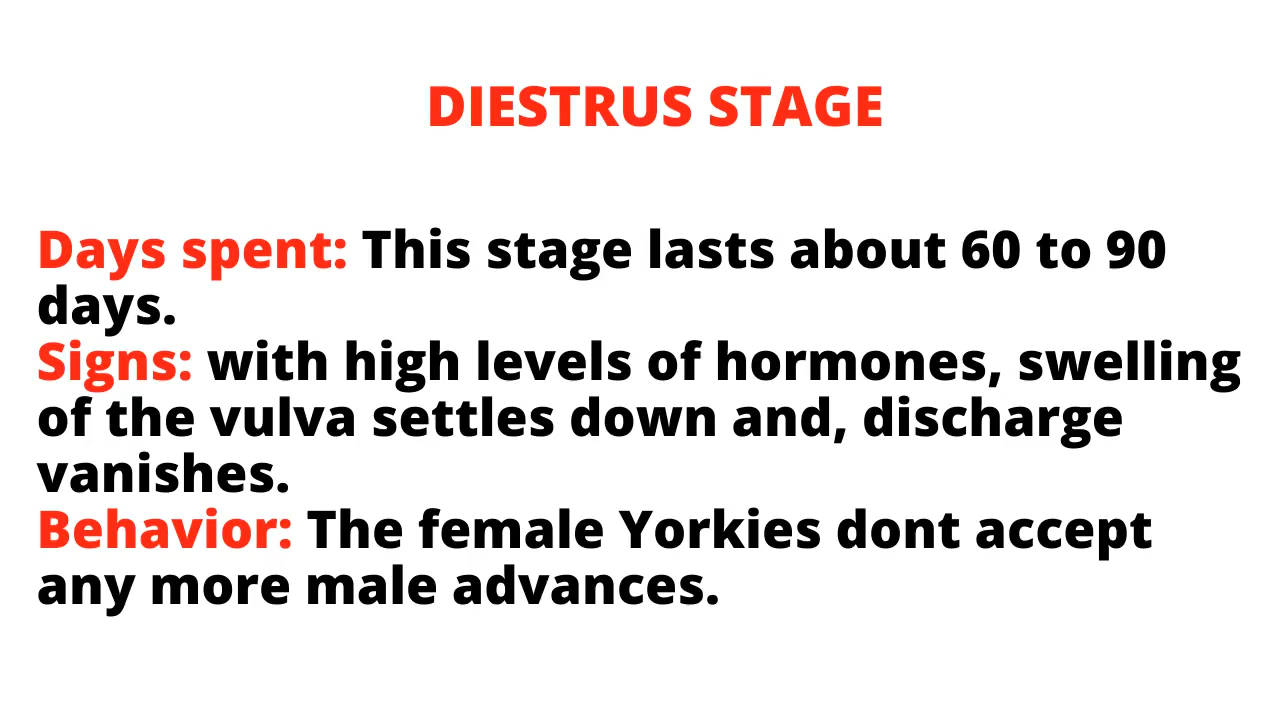 DIESTRUS STAGE
Days spent: This stage lasts about 60 to 90
days.
Signs: with high levels of hormones, swelling
of the vulva settles down and, discharge
vanishes.
Behavior: The female Yorkies dont accept
any more male advances.